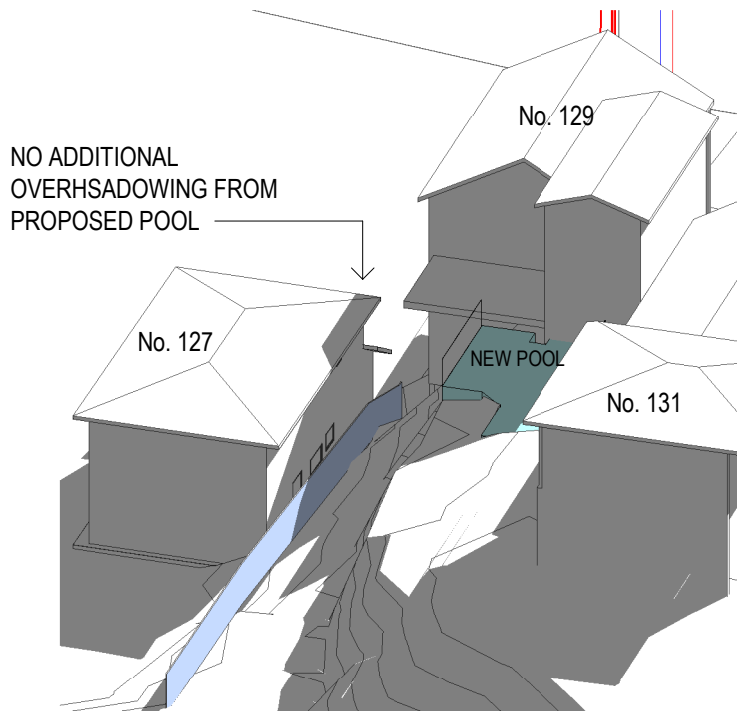 No. 129
NO ADDITIONAL
OVERHSADOWING FROM
PROPOSED POOL
No. 127
NEW POOL
No. 131